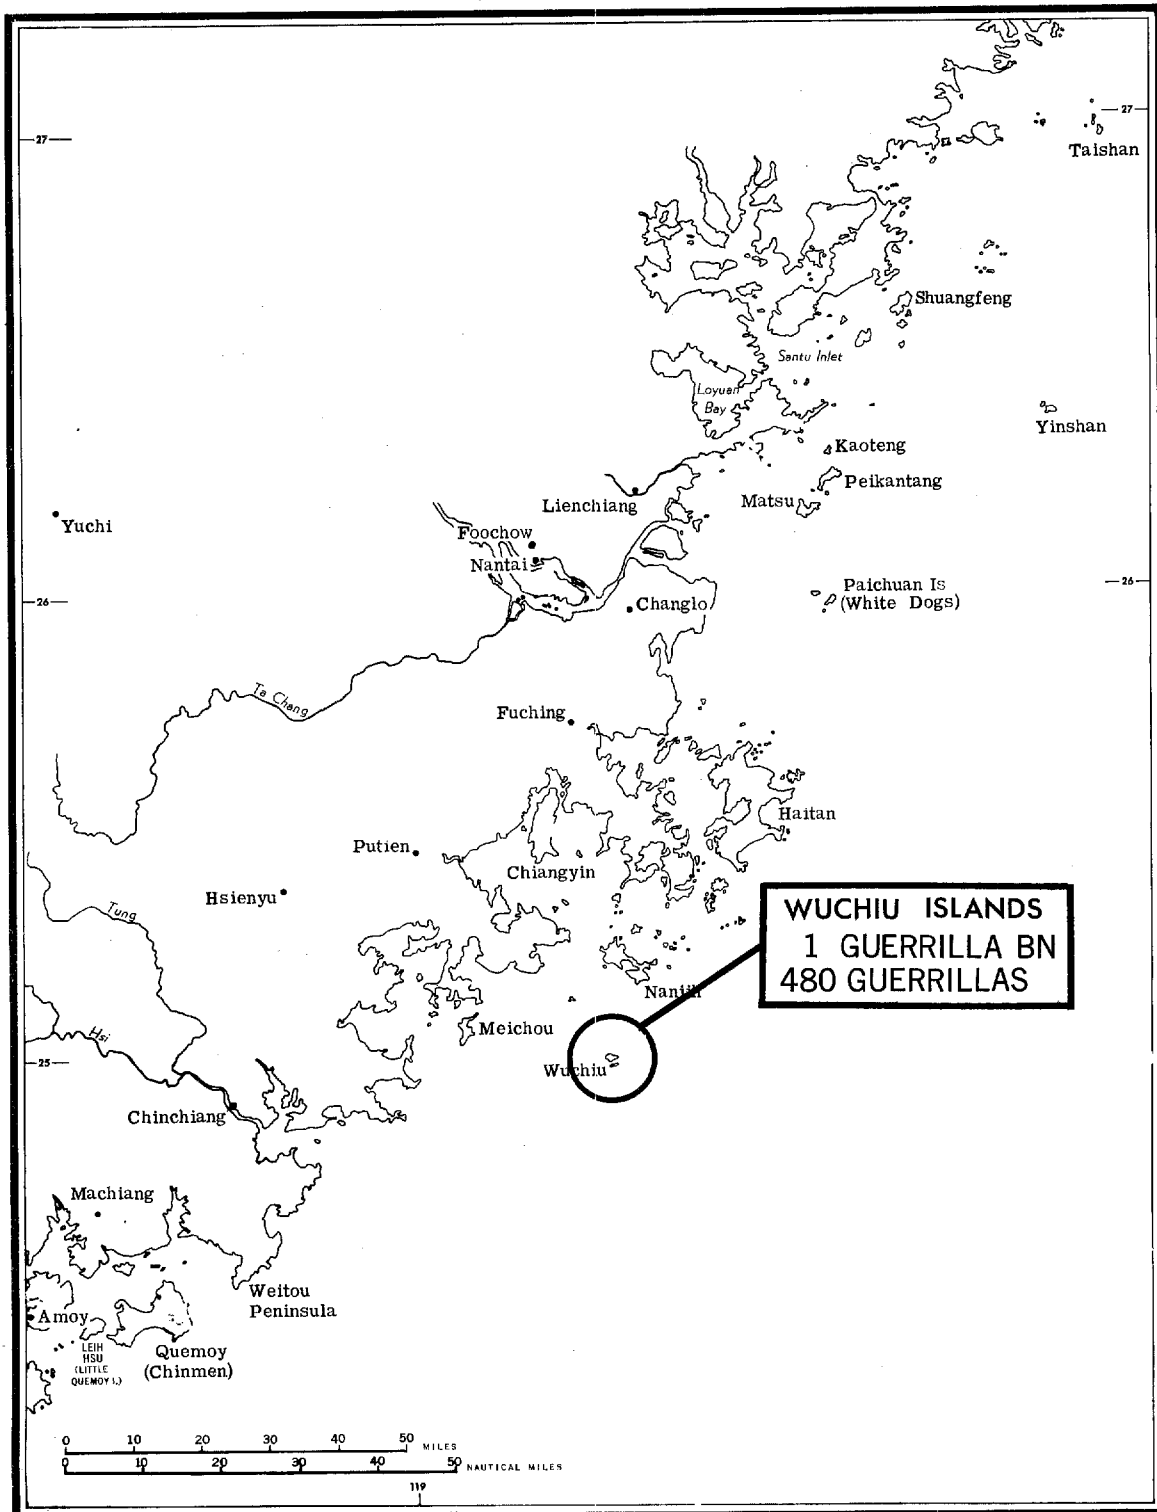 27
27
Taishan
Shuangfeng
Santu Inlet
Loyuan
Bay
Yinshan
Kaoteng
Peikantang
Matsu
Lienchiang
Yuchi
Foochow
Nantai
26
26
Paichuan Is
(White Dogs)
Changlo
Ta Chang
Fuching
Haitan
Putien
Chiangyin
Hsienyu
Tung
WUCHIU ISLANDS
1 GUERRILLA BN
480 GUERRILLAS
Meichou
Hsi
25
Wuchiu
Chinchiang
Machiang
Weitou
Peninsula
Amoy
LEIH
HSU
(LITTLE
QUEMOY I.)
Quemoy
(Chinmen)
0 10 20 30 40 50 MILES
0 10 20 30 40 50 NAUTICAL MILES
119